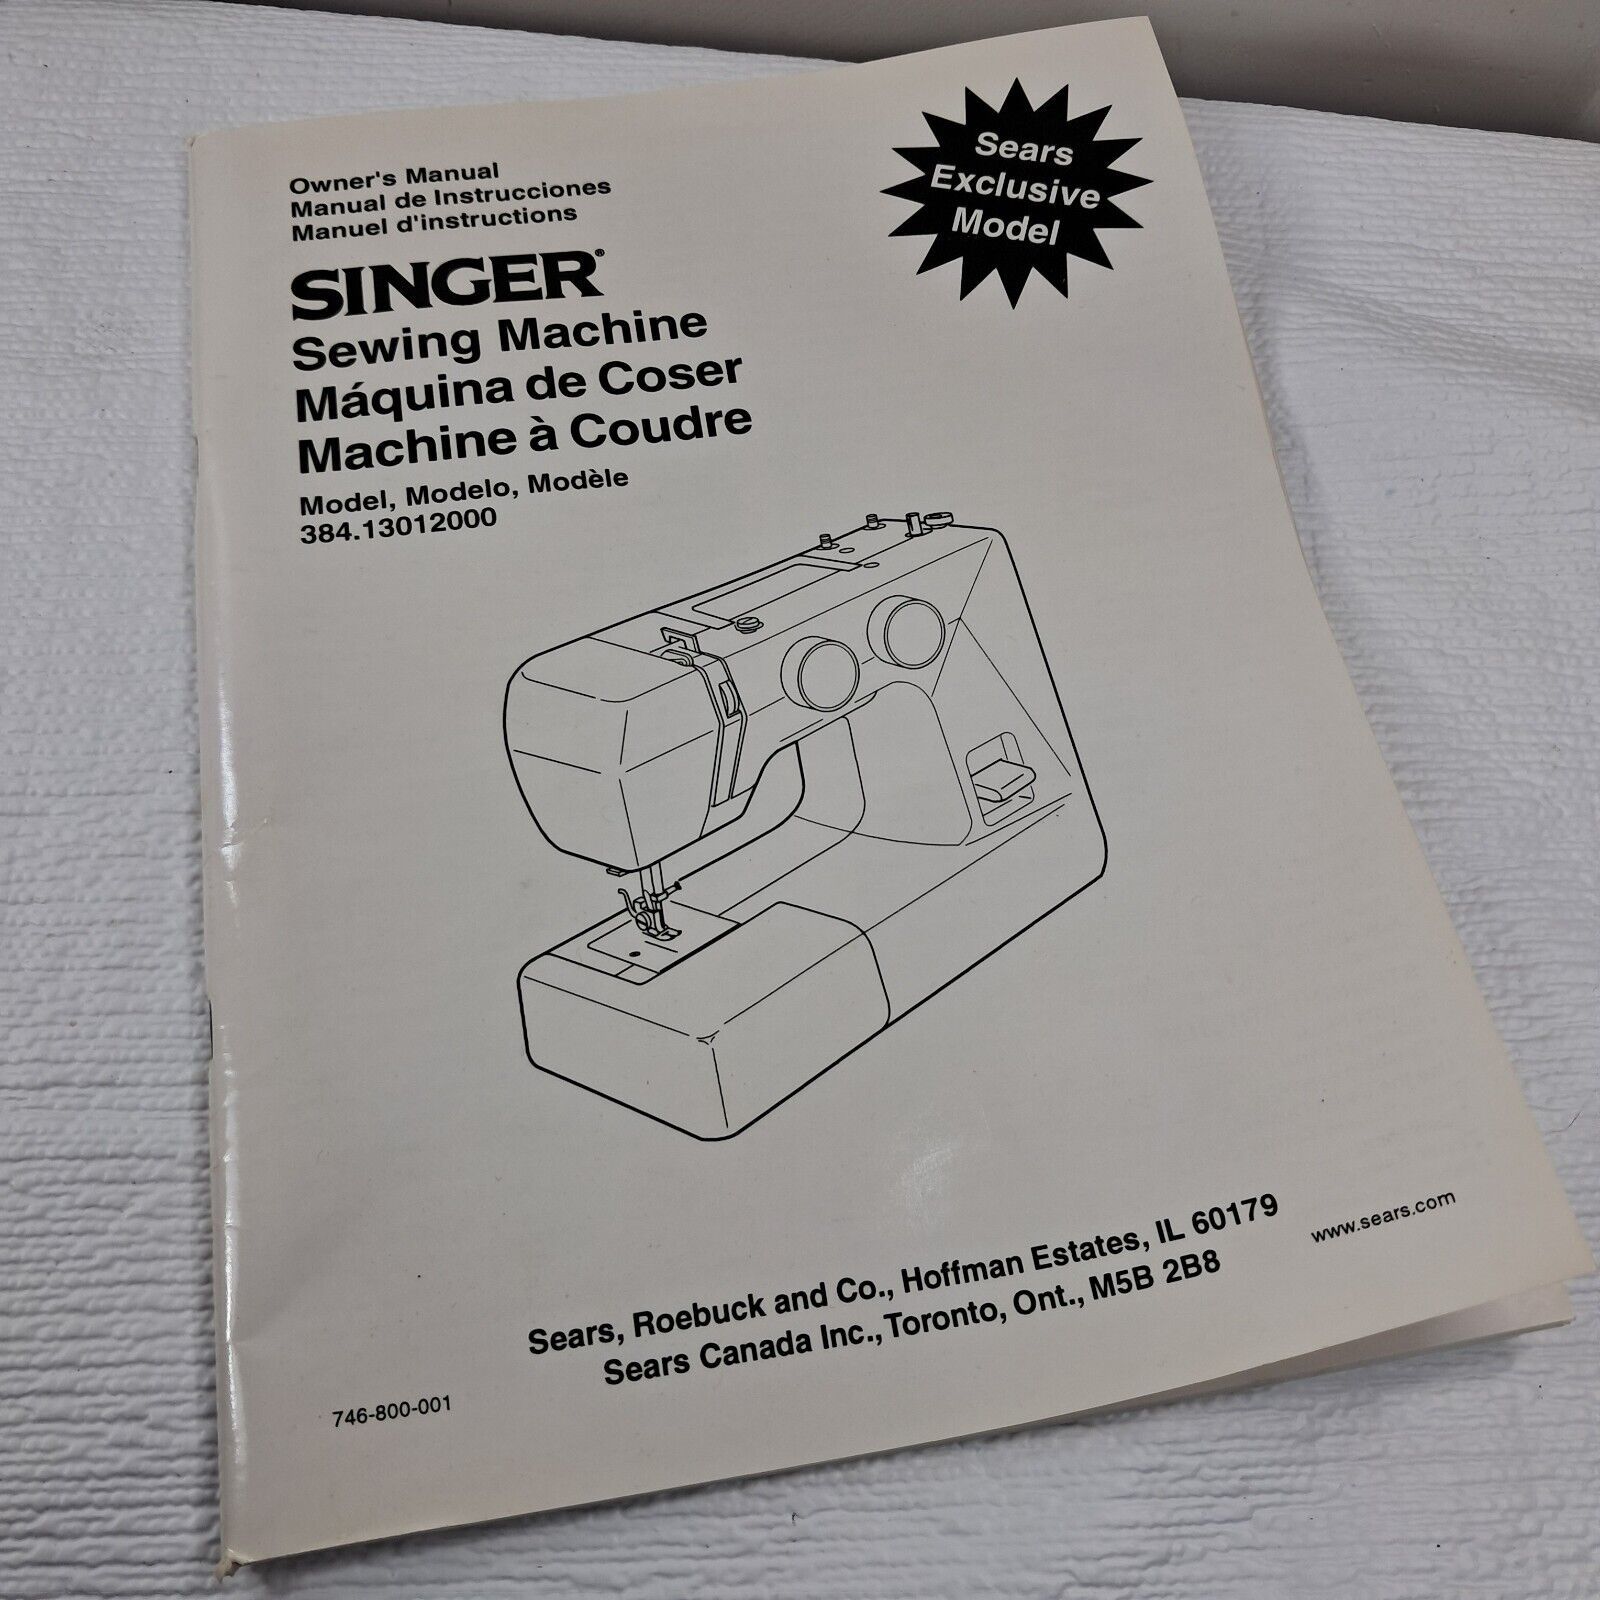 Owner's Manual
Manual de Instrucciones
Manuel d'instructions
SINGER®
Sewing Machine
Máquina de Coser
Machine à Coudre
Model, Modelo, Modèle
384.13012000
Sears
Exclusive
Model
Sears, Roebuck and Co., Hoffman Estates, IL 60179
Sears Canada Inc., Toronto, Ont., M5B 2B8
www.sears.com
746-800-001